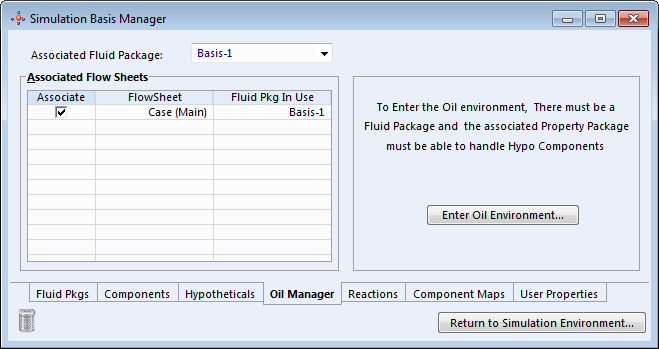 Simulation Basis Manager
Associated Fluid Package: Basis-1
Associated Flow Sheets
Associate FlowSheet Fluid Pkg In Use
Case (Main) Basis-1
To Enter the Oil environment, There must be a
Fluid Package and the associated Property Package
must be able to handle Hypo Components
Enter Oil Environment...
Fluid Pkgs Components Hypotheticals Oil Manager Reactions Component Maps User Properties
Return to Simulation Environment...